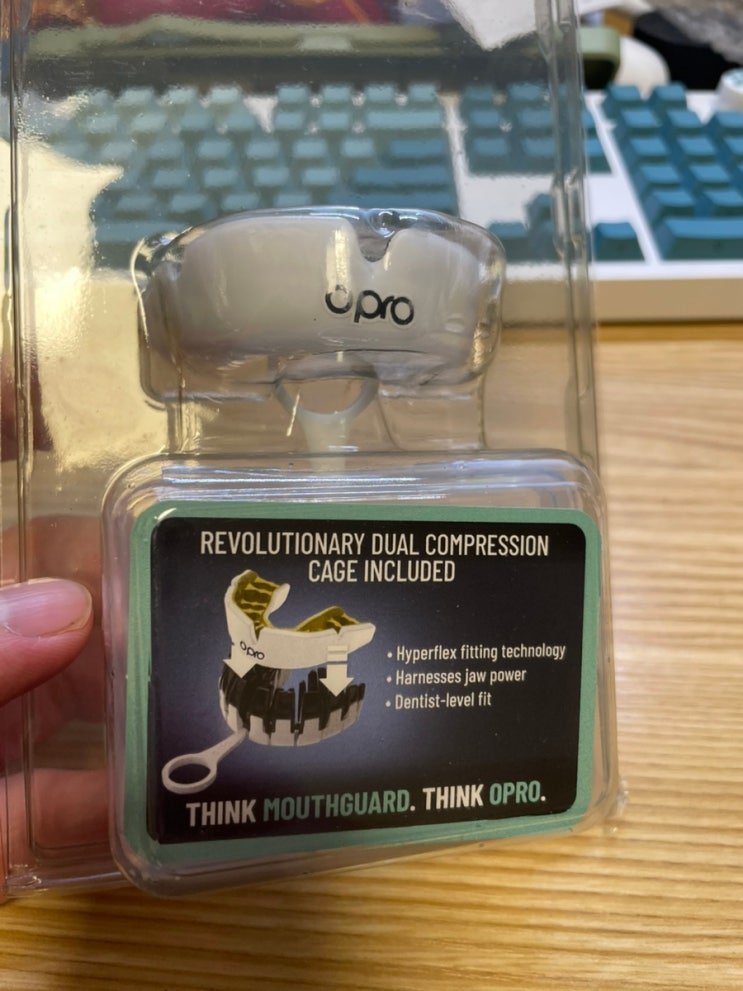 opro
REVOLUTIONARY DUAL COMPRESSION
CAGE INCLUDED
opro
• Hyperflex fitting technology
• Harnesses jaw power
• Dentist-level fit
THINK MOUTHGUARD. THINK OPRO.